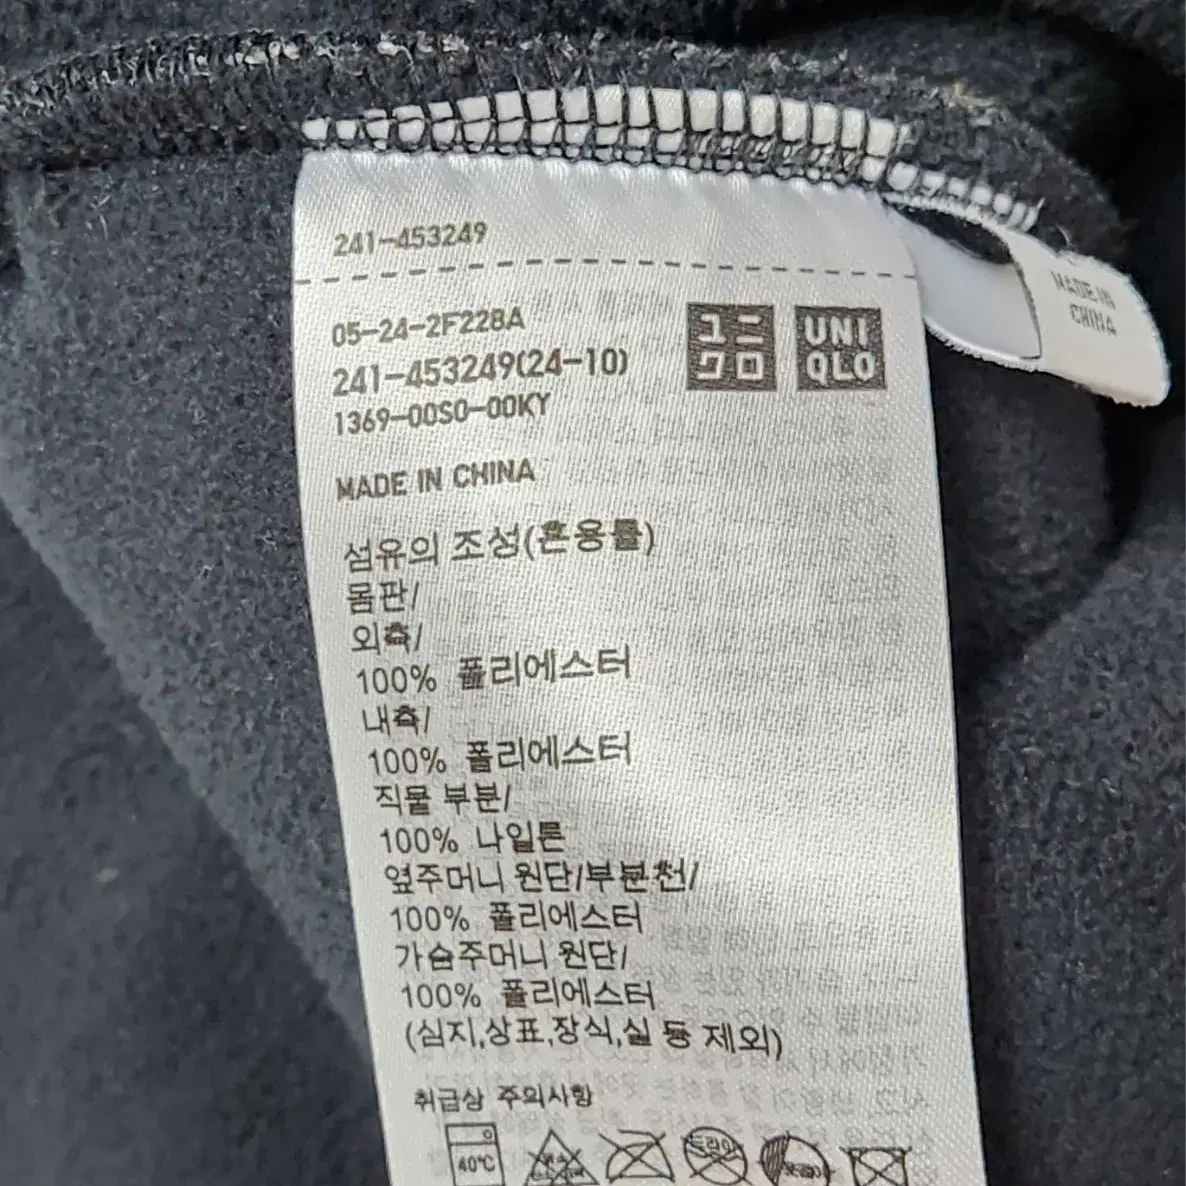 241-453249
05-24-2F228A
241-453249(24-10)
1369-00S0-00KY
ユニ
クロ
UNI
QLO
MADE IN
CHINA
MADE IN CHINA
섬유의 조성(혼용률)
몸판/
외측/
100% 폴리에스터
내측/
100% 폴리에스터
직물 부분/
100% 나일론
옆주머니 원단/부분천/
100% 폴리에스터
가슴주머니 원단/
100% 폴리에스터
(심지,상표,장식,실 등 제외)
취급상 주의사항
40℃
드라이